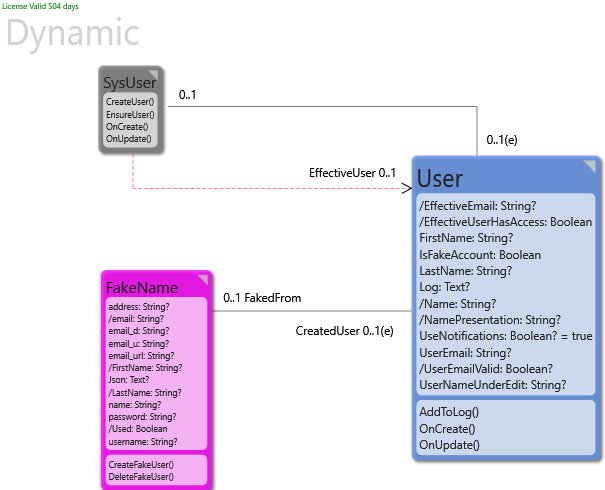 License Valid 504 days
Dynamic
SysUser
CreateUser()
EnsureUser()
OnCreate()
OnUpdate()
0..1
0..1(e)
EffectiveUser 0..1
User
/EffectiveEmail: String?
/EffectiveUserHasAccess: Boolean
FirstName: String?
IsFakeAccount: Boolean
LastName: String?
Log: Text?
/Name: String?
/NamePresentation: String?
UseNotifications: Boolean? = true
UserEmail: String?
/UserEmailValid: Boolean?
UserNameUnderEdit: String?
AddToLog()
OnCreate()
OnUpdate()
FakeName
address: String?
/email: String?
email_d: String?
email_u: String?
email_url: String?
/FirstName: String?
Json: Text?
/LastName: String?
name: String?
password: String?
/Used: Boolean
username: String?
CreateFakeUser()
DeleteFakeUser()
0..1 FakedFrom
CreatedUser 0..1(e)